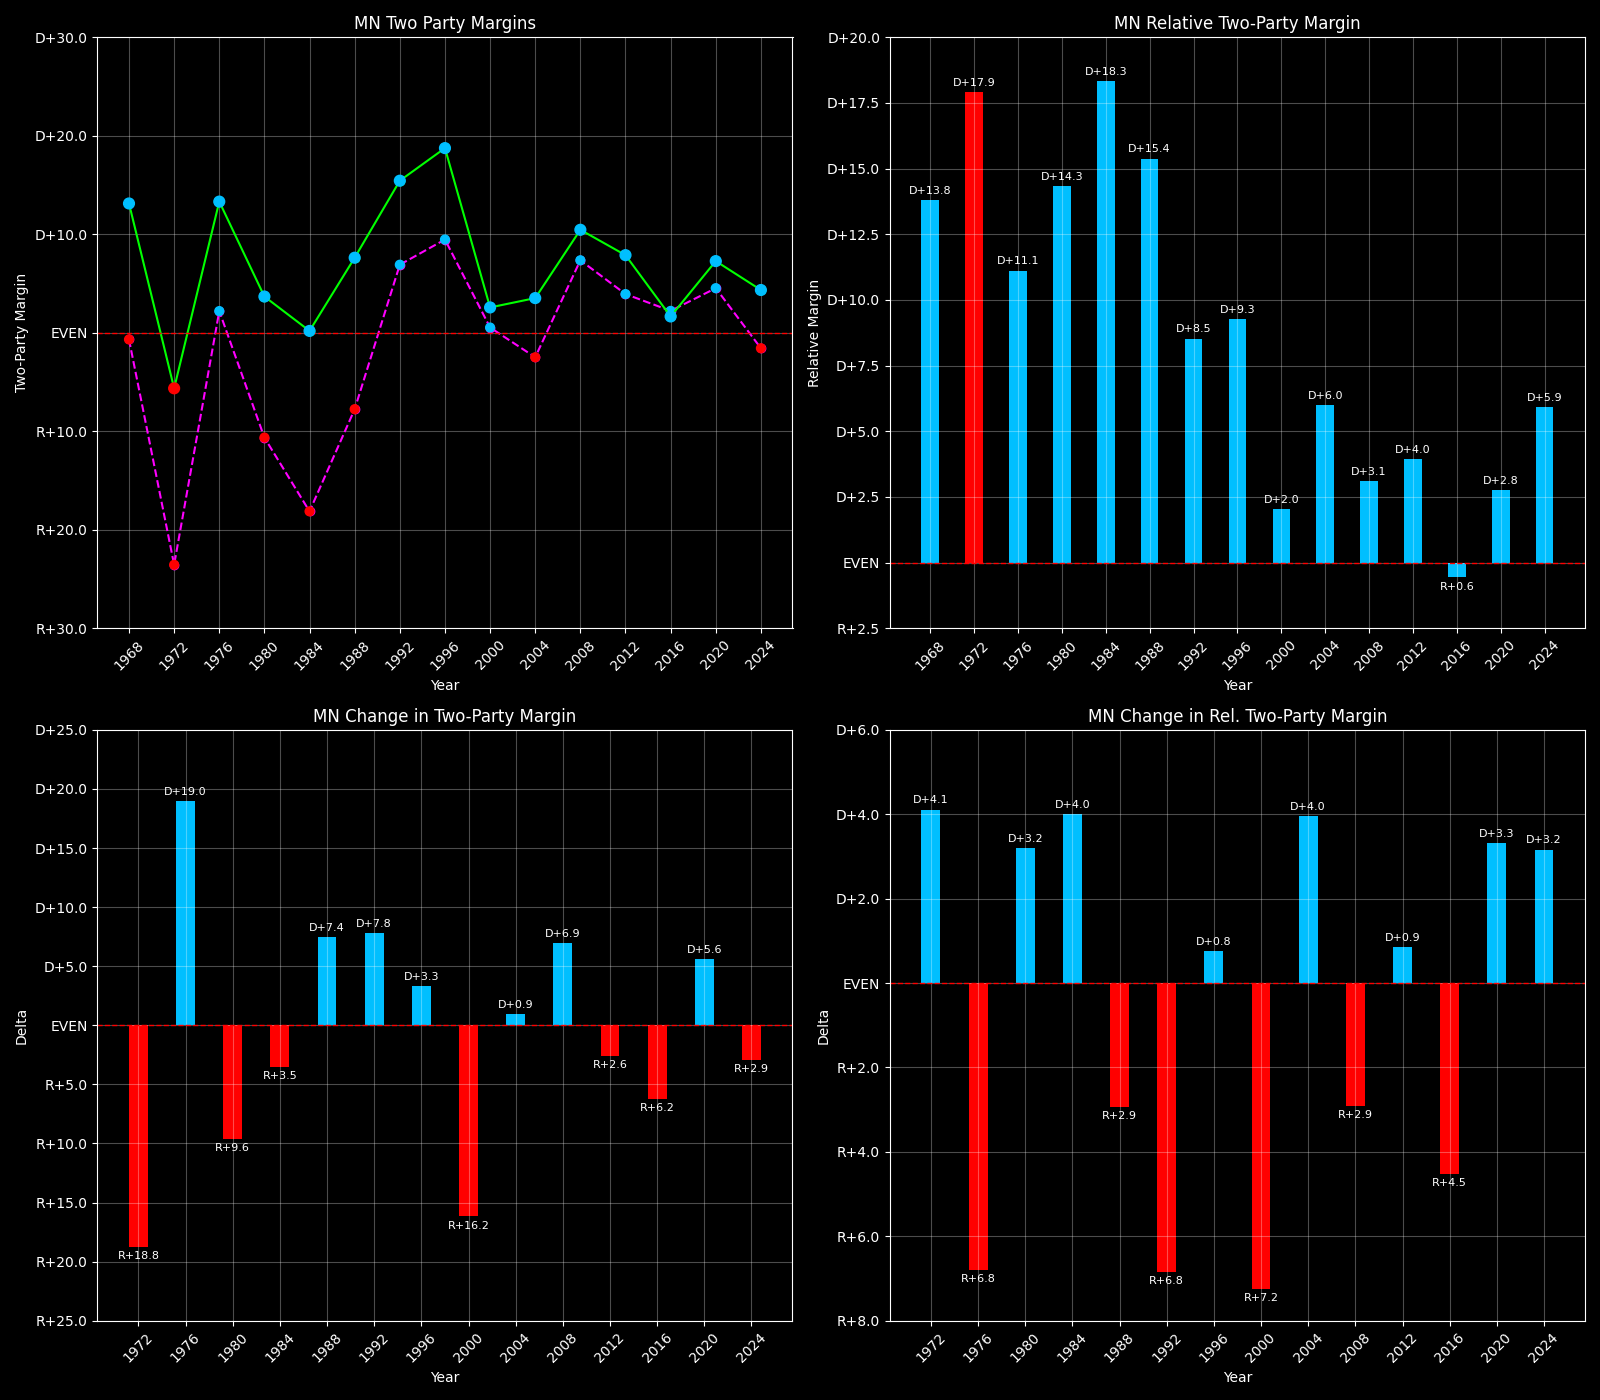 MN Two Party Margins
D+30.0
D+20.0
D+10.0
EVEN
R+10.0
R+20.0
R+30.0
Two-Party Margin
1968 1972 1976 1980 1984 1988 1992 1996 2000 2004 2008 2012 2016 2020 2024
Year
MN Relative Two-Party Margin
D+20.0
D+17.5
D+15.0
D+12.5
D+10.0
D+7.5
D+5.0
D+2.5
EVEN
R+2.5
Relative Margin
D+13.8 D+17.9 D+11.1 D+14.3 D+18.3 D+15.4 D+8.5 D+9.3 D+2.0 D+6.0 D+3.1 D+4.0 R+0.6 D+2.8 D+5.9
1968 1972 1976 1980 1984 1988 1992 1996 2000 2004 2008 2012 2016 2020 2024
Year
MN Change in Two-Party Margin
D+25.0
D+20.0
D+15.0
D+10.0
D+5.0
EVEN
R+5.0
R+10.0
R+15.0
R+20.0
R+25.0
Delta
R+18.8 D+19.0 R+9.6 R+3.5 D+7.4 D+7.8 D+3.3 R+16.2 D+0.9 D+6.9 R+2.6 R+6.2 D+5.6 R+2.9
1972 1976 1980 1984 1988 1992 1996 2000 2004 2008 2012 2016 2020 2024
Year
MN Change in Rel. Two-Party Margin
D+6.0
D+4.0
D+2.0
EVEN
R+2.0
R+4.0
R+6.0
R+8.0
Delta
D+4.1 R+6.8 D+3.2 D+4.0 R+2.9 R+6.8 D+0.8 R+7.2 D+4.0 R+2.9 D+0.9 R+4.5 D+3.3 D+3.2
1972 1976 1980 1984 1988 1992 1996 2000 2004 2008 2012 2016 2020 2024
Year